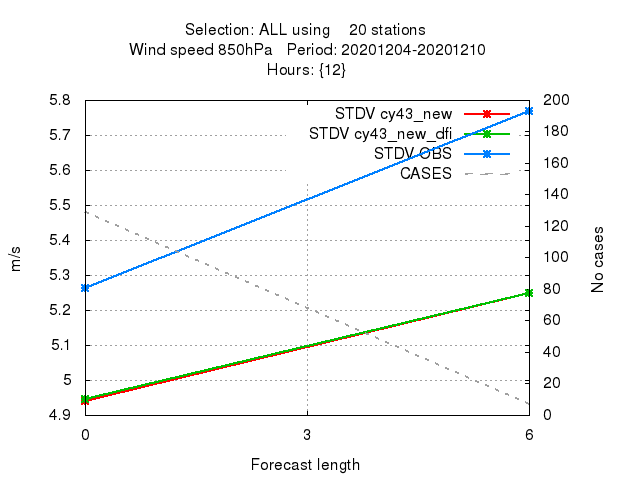 Selection: ALL using    20 stations
Wind speed 850hPa   Period: 20201204-20201210
Hours: {12}
5.8
5.7
5.6
5.5
5.4
5.3
5.2
5.1
5
4.9
m/s
STDV cy43_new
STDV cy43_new_dfi
STDV OBS
CASES
200
180
160
140
120
100
80
60
40
20
0
No cases
0
3
6
Forecast length